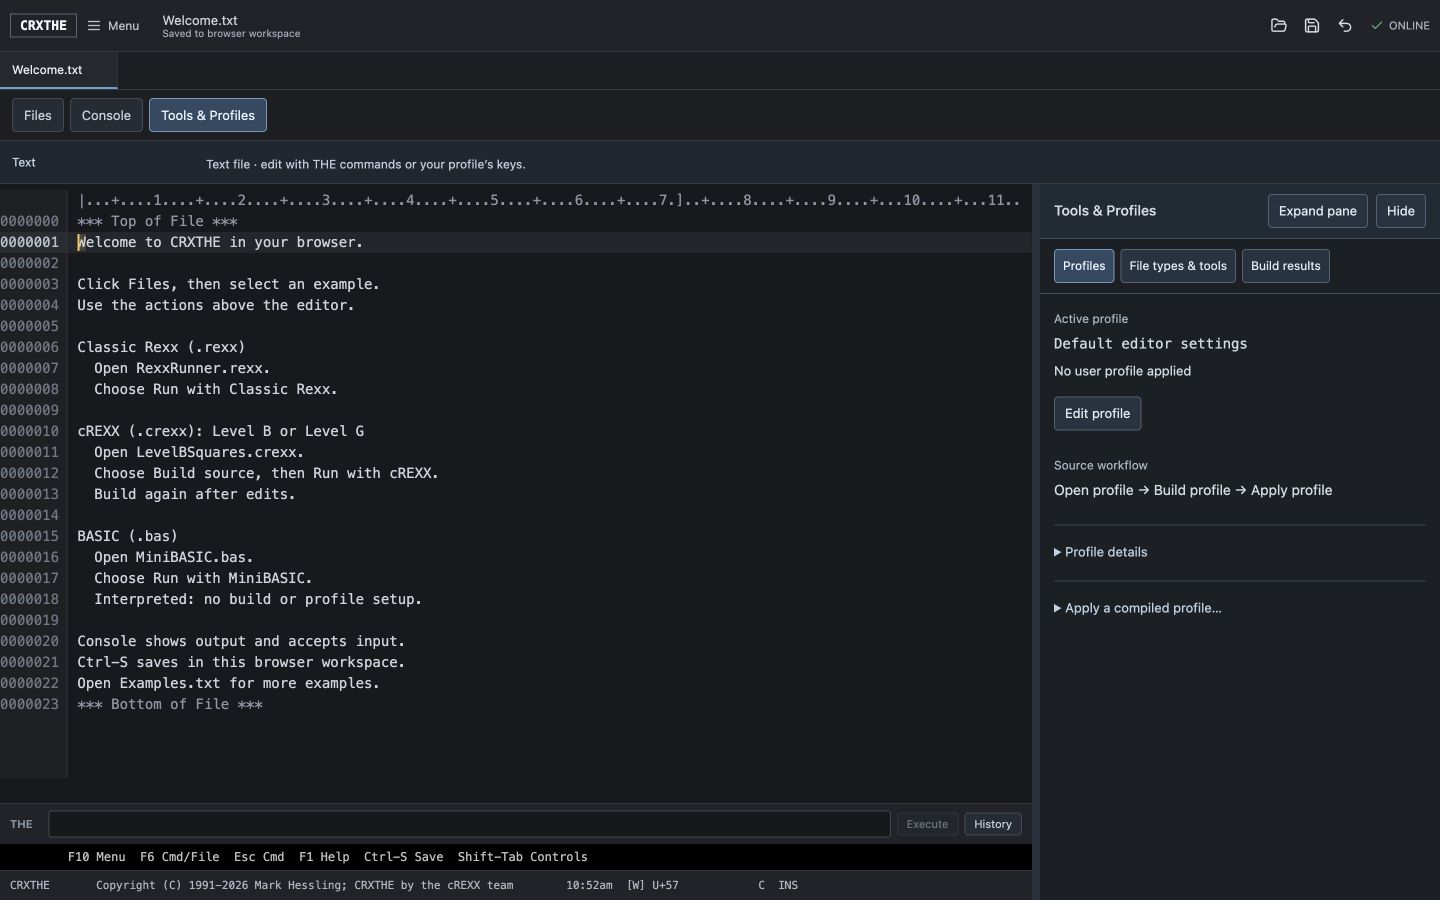 CRXTHE
Menu
Welcome.txt
Saved to browser workspace
ONLINE
Welcome.txt
Files
Console
Tools & Profiles
Text
Text file · edit with THE commands or your profile's keys.
|...+....1....+....2....+....3....+....4....+....5....+....6....+....7.]..+....8....+....9....+...10....+...11..
0000000 *** Top of File ***
0000001 Welcome to CRXTHE in your browser.
0000002
0000003 Click Files, then select an example.
0000004 Use the actions above the editor.
0000005
0000006 Classic Rexx (.rexx)
0000007   Open RexxRunner.rexx.
0000008   Choose Run with Classic Rexx.
0000009
0000010 cREXX (.crexx): Level B or Level G
0000011   Open LevelBSquares.crexx.
0000012   Choose Build source, then Run with cREXX.
0000013   Build again after edits.
0000014
0000015 BASIC (.bas)
0000016   Open MiniBASIC.bas.
0000017   Choose Run with MiniBASIC.
0000018   Interpreted: no build or profile setup.
0000019
0000020 Console shows output and accepts input.
0000021 Ctrl-S saves in this browser workspace.
0000022 Open Examples.txt for more examples.
0000023 *** Bottom of File ***
Tools & Profiles
Expand pane
Hide
Profiles
File types & tools
Build results
Active profile
Default editor settings
No user profile applied
Edit profile
Source workflow
Open profile → Build profile → Apply profile
Profile details
Apply a compiled profile…
THE
Execute
History
F10 Menu  F6 Cmd/File  Esc Cmd  F1 Help  Ctrl-S Save  Shift-Tab Controls
CRXTHE
Copyright (C) 1991-2026 Mark Hessling; CRXTHE by the cREXX team
10:52am
[W] U+57
C
INS